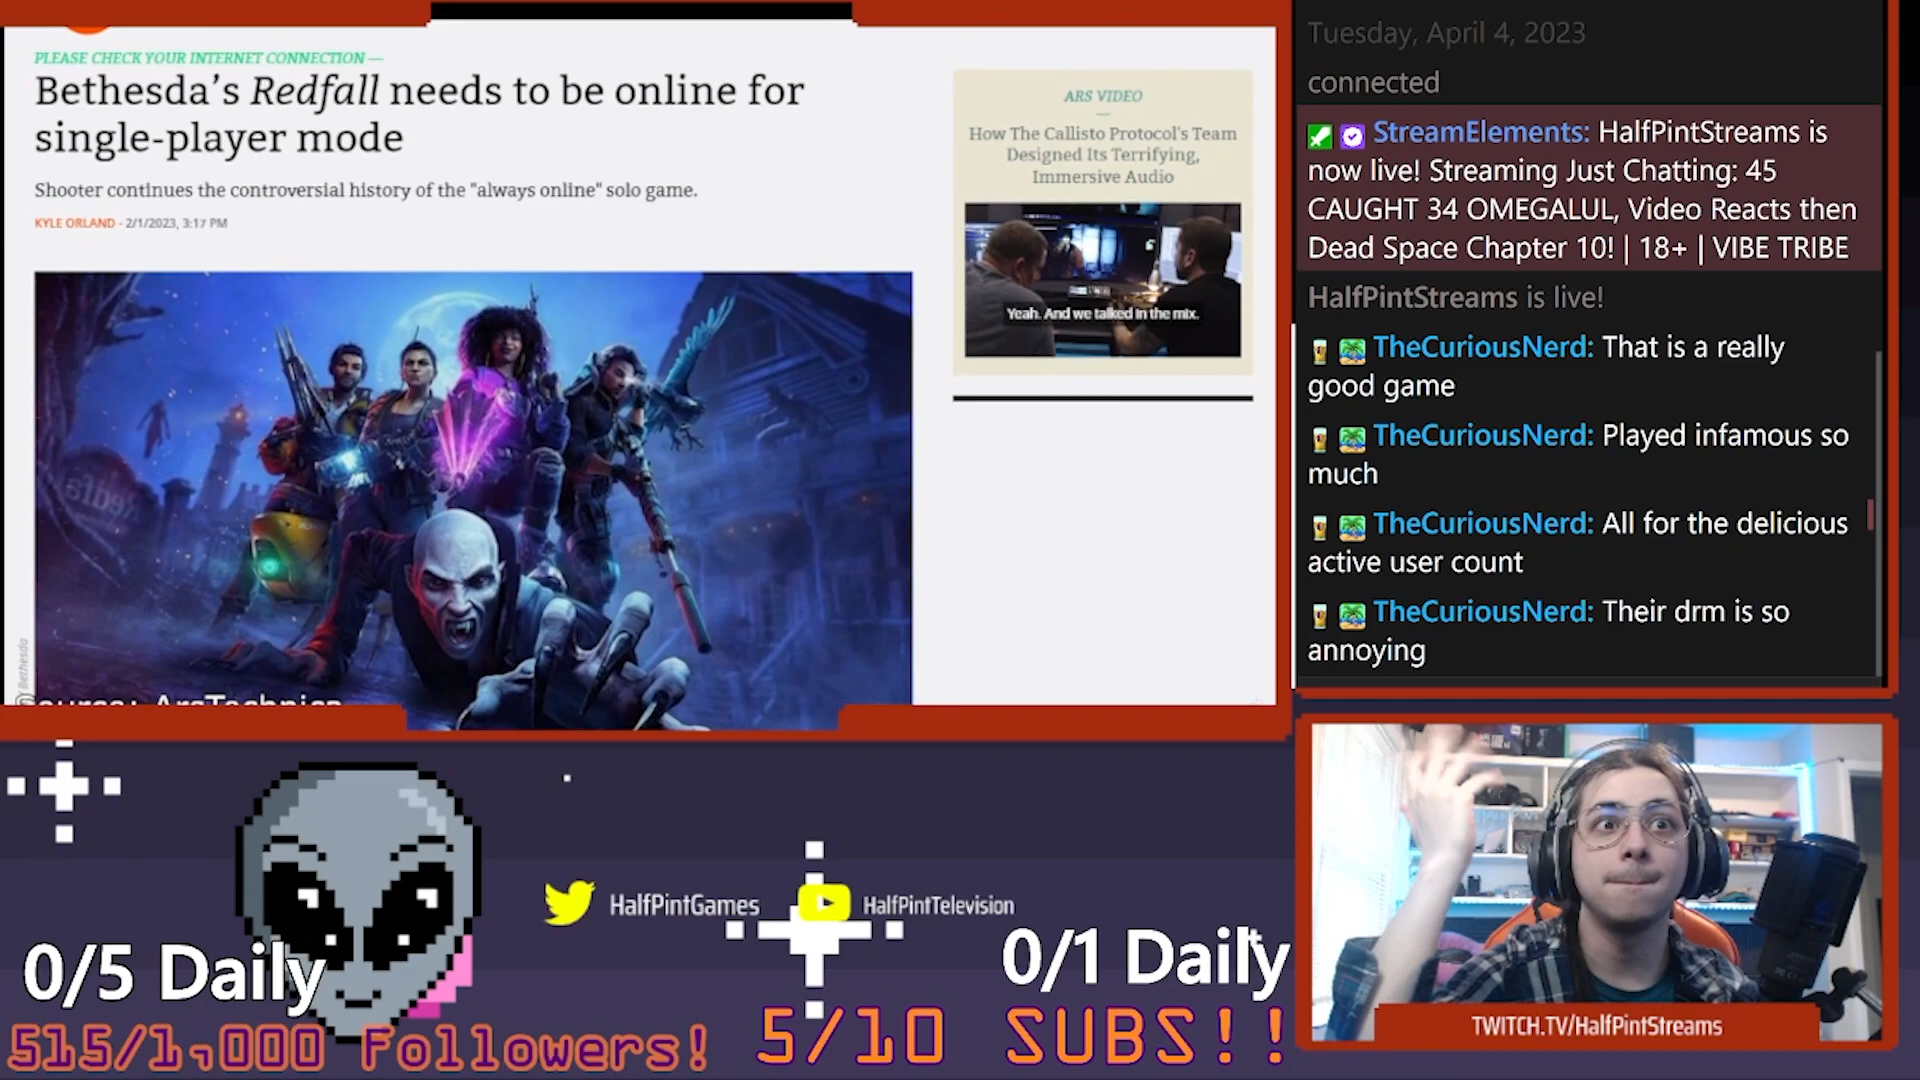 PLEASE CHECK YOUR INTERNET CONNECTION —
Bethesda's Redfall needs to be online for
single-player mode
Shooter continues the controversial history of the "always online" solo game.
KYLE ORLAND - 2/1/2023, 3:17 PM
ARS VIDEO
How The Callisto Protocol's Team
Designed Its Terrifying,
Immersive Audio
Yeah. And we talked in the mix.
Bethesda
Source: ArsTechnica
Tuesday, April 4, 2023
connected
StreamElements: HalfPintStreams is
now live! Streaming Just Chatting: 45
CAUGHT 34 OMEGALUL, Video Reacts then
Dead Space Chapter 10! | 18+ | VIBE TRIBE
HalfPintStreams is live!
TheCuriousNerd: That is a really
good game
TheCuriousNerd: Played infamous so
much
TheCuriousNerd: All for the delicious
active user count
TheCuriousNerd: Their drm is so
annoying
HalfPintGames
HalfPintTelevision
0/5 Daily
0/1 Daily
515/1,000 Followers!
5/10 SUBS!!
TWITCH.TV/HalfPintStreams